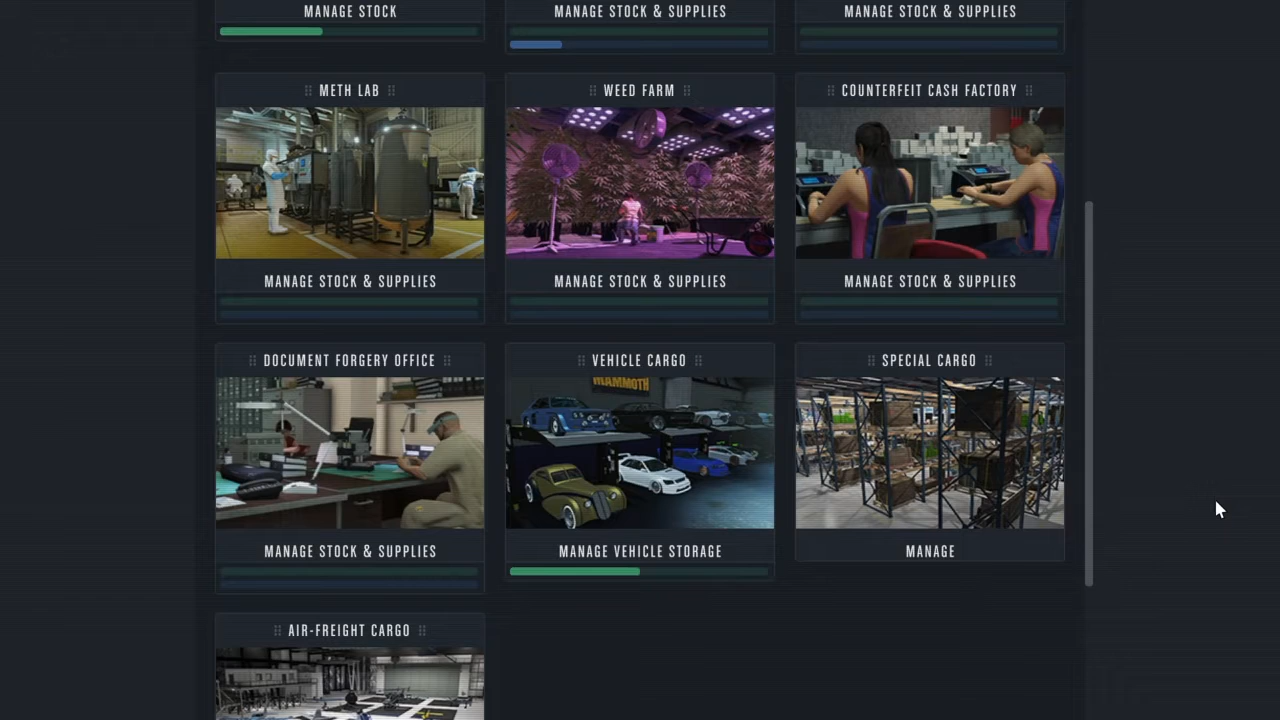 MANAGE STOCK
MANAGE STOCK & SUPPLIES
MANAGE STOCK & SUPPLIES
METH LAB
WEED FARM
COUNTERFEIT CASH FACTORY
MANAGE STOCK & SUPPLIES
MANAGE STOCK & SUPPLIES
MANAGE STOCK & SUPPLIES
DOCUMENT FORGERY OFFICE
VEHICLE CARGO
SPECIAL CARGO
MAMMOTH
MANAGE STOCK & SUPPLIES
MANAGE VEHICLE STORAGE
MANAGE
AIR-FREIGHT CARGO